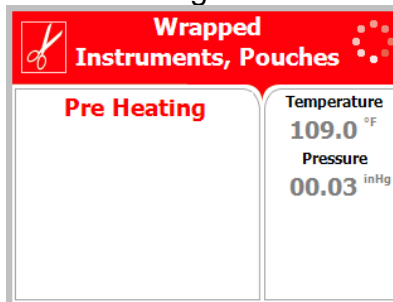 Wrapped
Instruments, Pouches
Pre Heating
Temperature
109.0 °F
Pressure
00.03 inHg